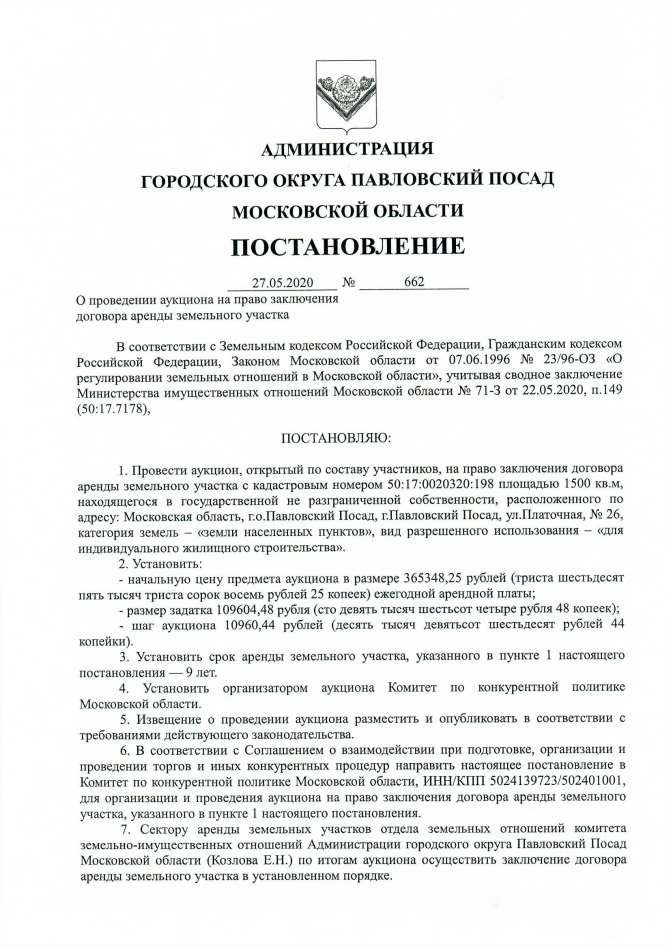 АДМИНИСТРАЦИЯ
ГОРОДСКОГО ОКРУГА ПАВЛОВСКИЙ ПОСАД
МОСКОВСКОЙ ОБЛАСТИ
ПОСТАНОВЛЕНИЕ
27.05.2020 № 662
О проведении аукциона на право заключения
договора аренды земельного участка
В соответствии с Земельным кодексом Российской Федерации, Гражданским кодексом
Российской Федерации, Законом Московской области от 07.06.1996 № 23/96-ОЗ «О
регулировании земельных отношений в Московской области», учитывая сводное заключение
Министерства имущественных отношений Московской области № 71-З от 22.05.2020, п.149
(50:17.7178),
ПОСТАНОВЛЯЮ:
1. Провести аукцион, открытый по составу участников, на право заключения договора
аренды земельного участка с кадастровым номером 50:17:0020320:198 площадью 1500 кв.м,
находящегося в государственной не разграниченной собственности, расположенного по
адресу: Московская область, г.о.Павловский Посад, г.Павловский Посад, ул.Платочная, № 26,
категория земель – «земли населенных пунктов», вид разрешенного использования – «для
индивидуального жилищного строительства».
2. Установить:
- начальную цену предмета аукциона в размере 365348,25 рублей (триста шестьдесят
пять тысяч триста сорок восемь рублей 25 копеек) ежегодной арендной платы;
- размер задатка 109604,48 рубля (сто девять тысяч шестьсот четыре рубля 48 копеек);
- шаг аукциона 10960,44 рублей (десять тысяч девятьсот шестьдесят рублей 44
копейки).
3. Установить срок аренды земельного участка, указанного в пункте 1 настоящего
постановления — 9 лет.
4. Установить организатором аукциона Комитет по конкурентной политике
Московской области.
5. Извещение о проведении аукциона разместить и опубликовать в соответствии с
требованиями действующего законодательства.
6. В соответствии с Соглашением о взаимодействии при подготовке, организации и
проведении торгов и иных конкурентных процедур направить настоящее постановление в
Комитет по конкурентной политике Московской области, ИНН/КПП 5024139723/502401001,
для организации и проведения аукциона на право заключения договора аренды земельного
участка, указанного в пункте 1 настоящего постановления.
7. Сектору аренды земельных участков отдела земельных отношений комитета
земельно-имущественных отношений Администрации городского округа Павловский Посад
Московской области (Козлова Е.Н.) по итогам аукциона осуществить заключение договора
аренды земельного участка в установленном порядке.